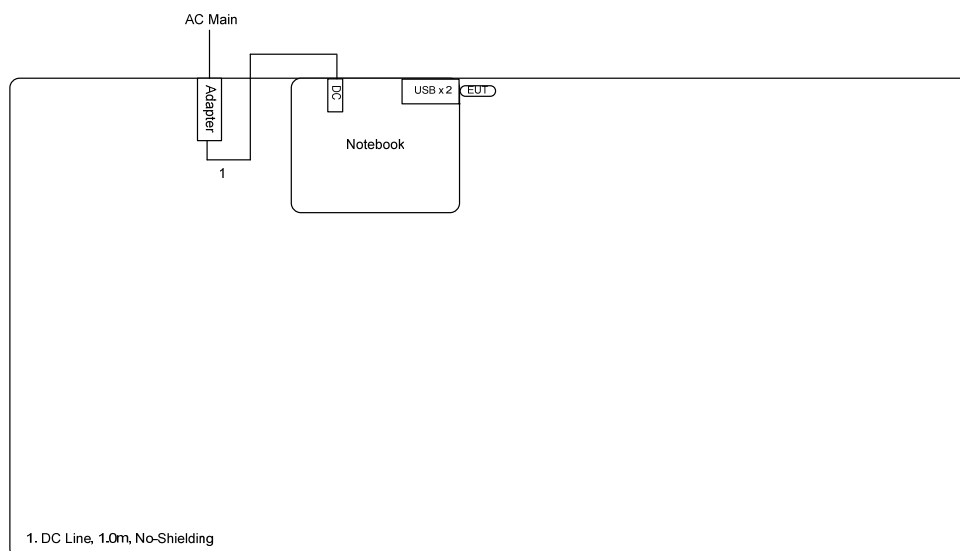 AC Main
Adapter
DC
USB x 2
EUT
Notebook
1
1. DC Line, 1.0m, No-Shielding